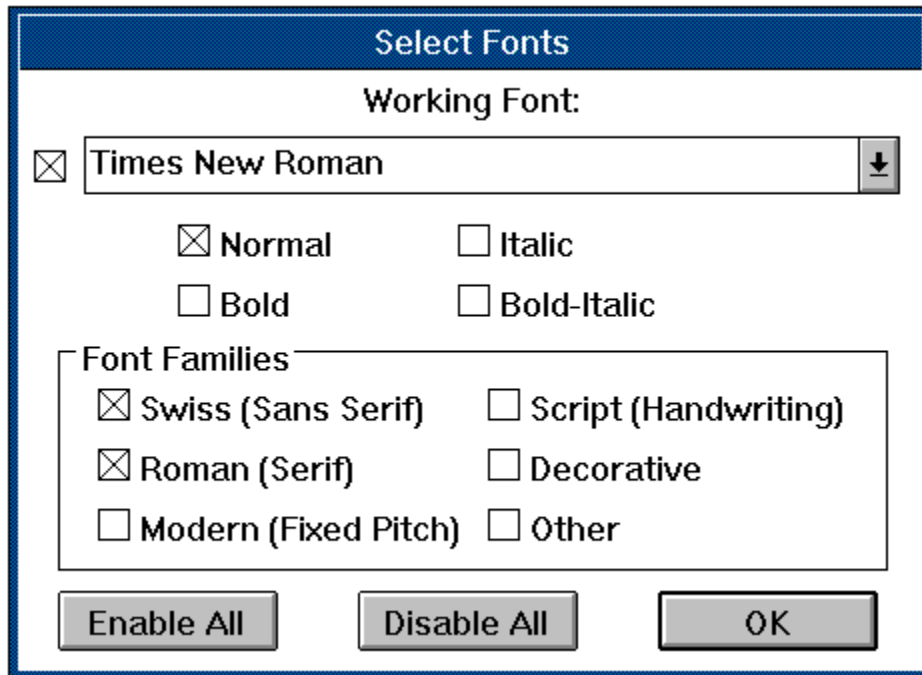 Select Fonts
Working Font:
Times New Roman
Normal Italic
Bold Bold-Italic
Font Families
Swiss (Sans Serif) Script (Handwriting)
Roman (Serif) Decorative
Modern (Fixed Pitch) Other
Enable All Disable All OK